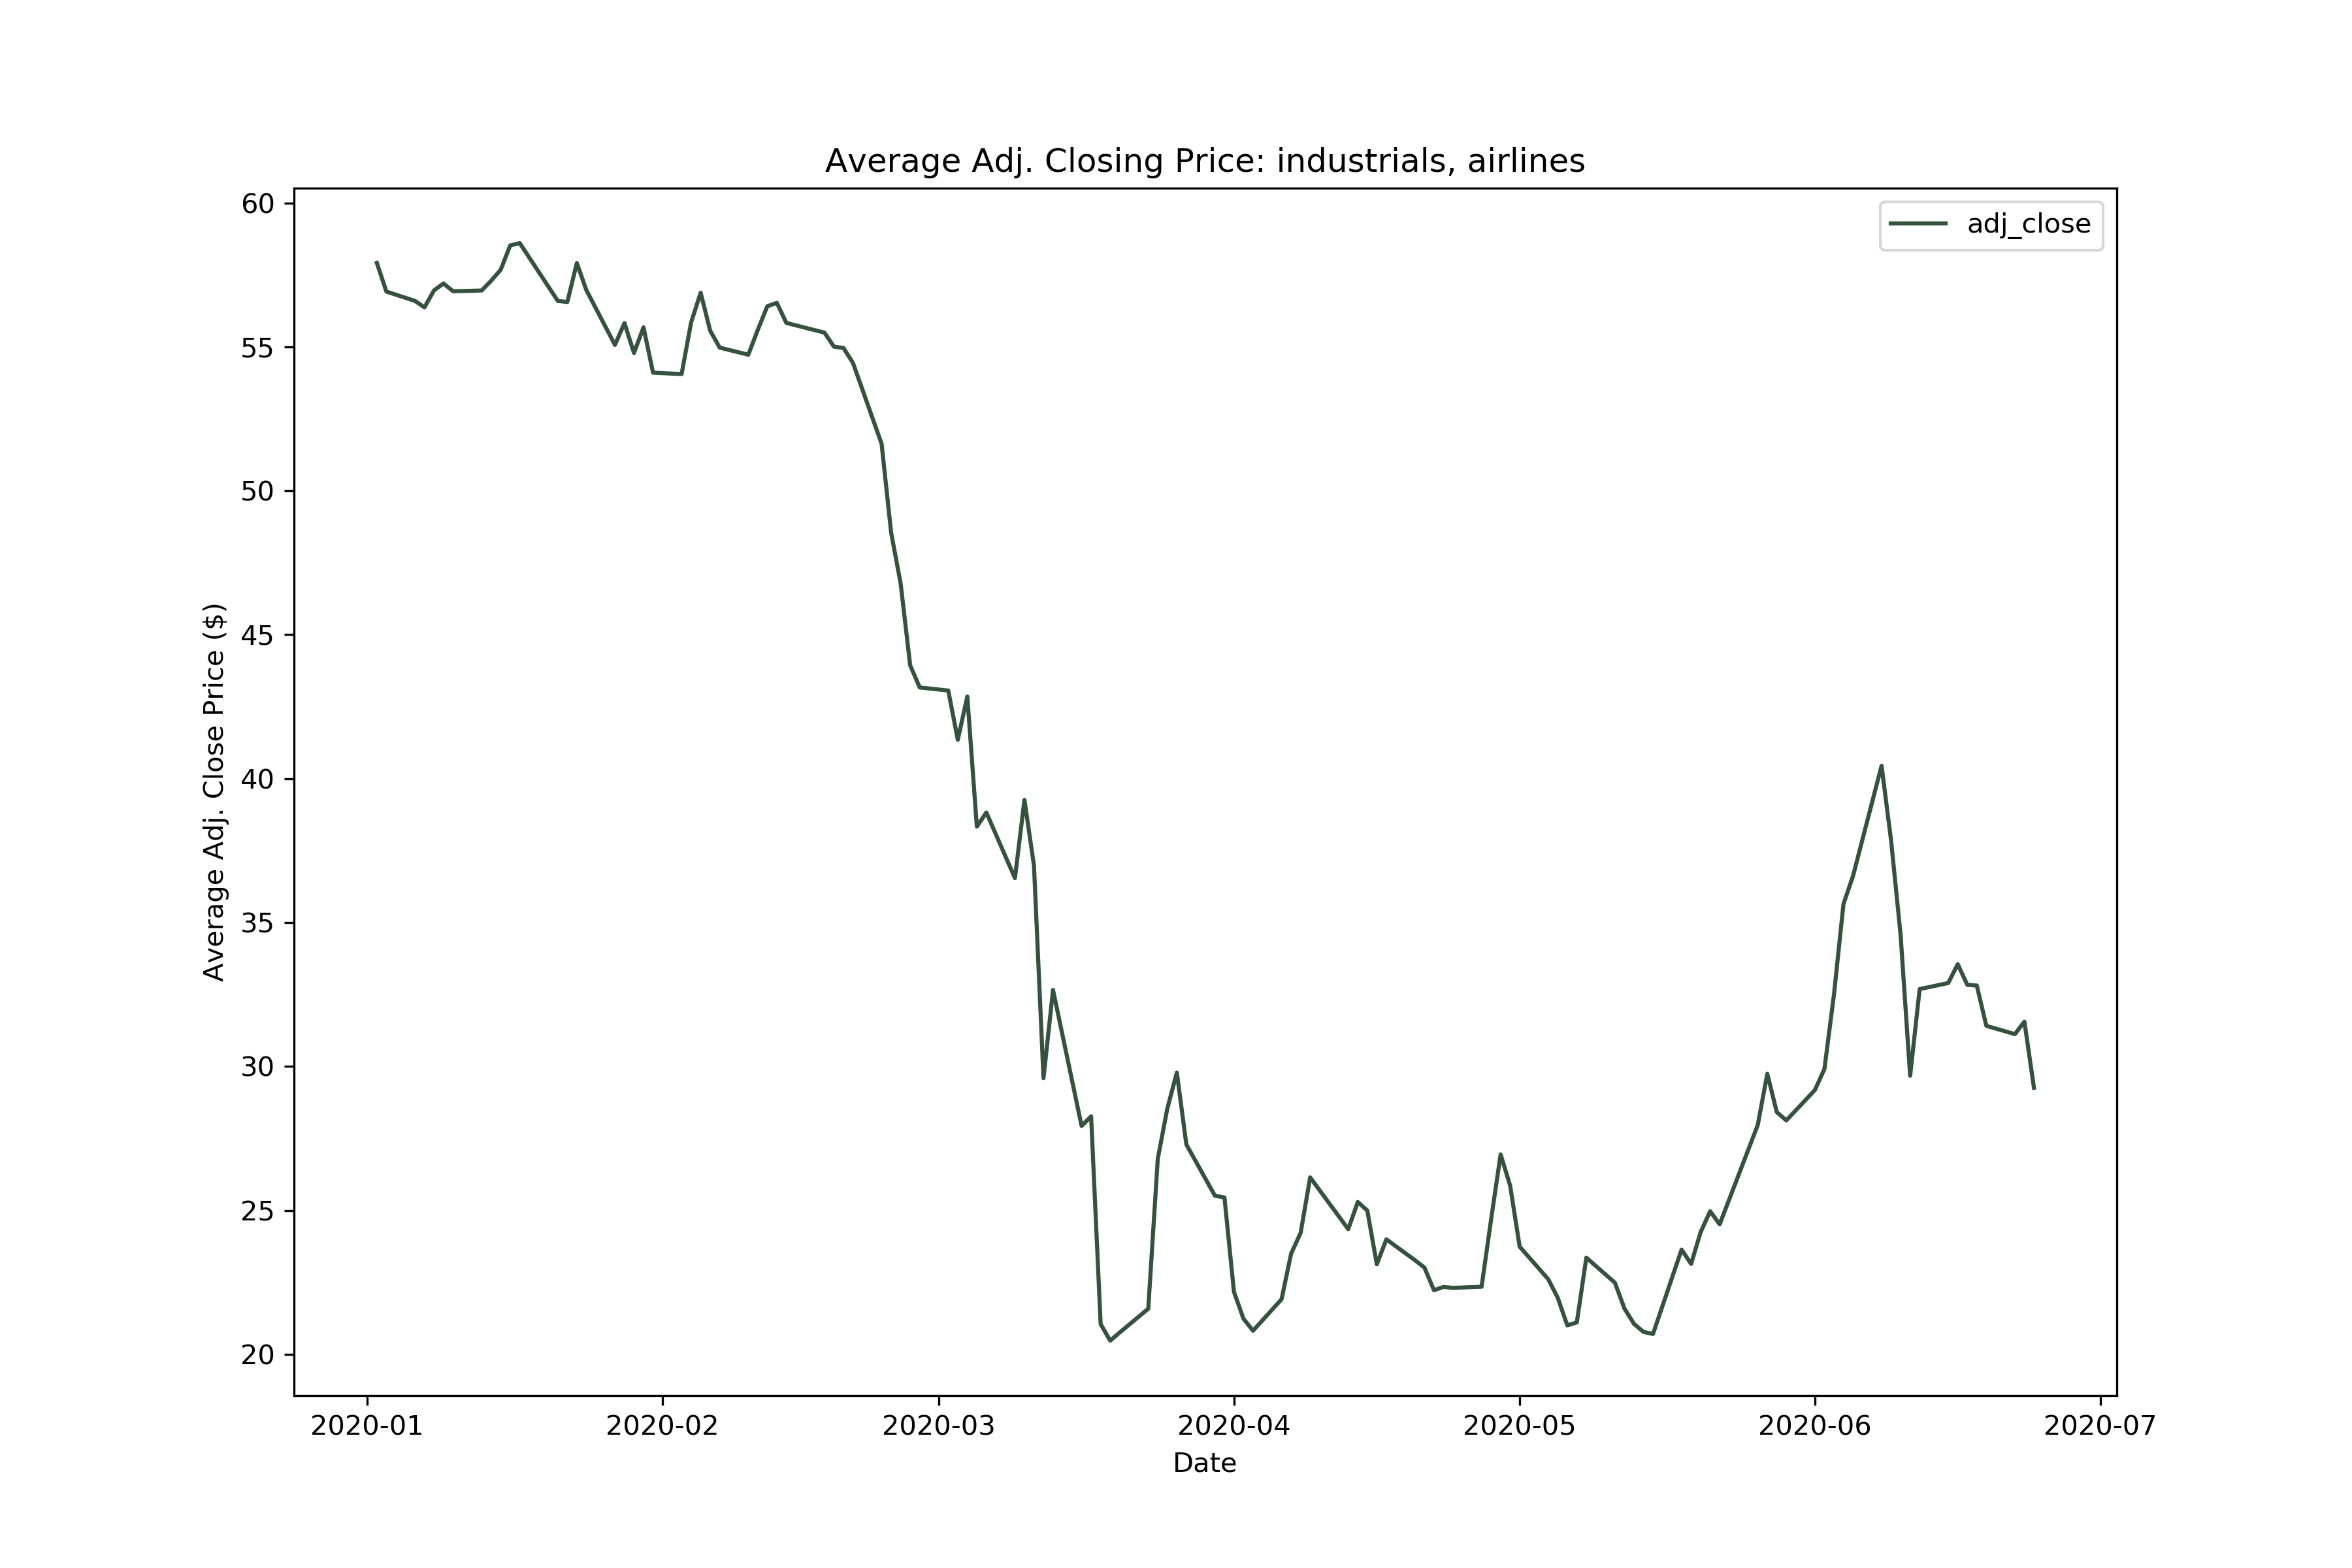 Average Adj. Closing Price: industrials, airlines
adj_close
Average Adj. Close Price ($)
60
55
50
45
40
35
30
25
20
2020-01 2020-02 2020-03 2020-04 2020-05 2020-06 2020-07
Date